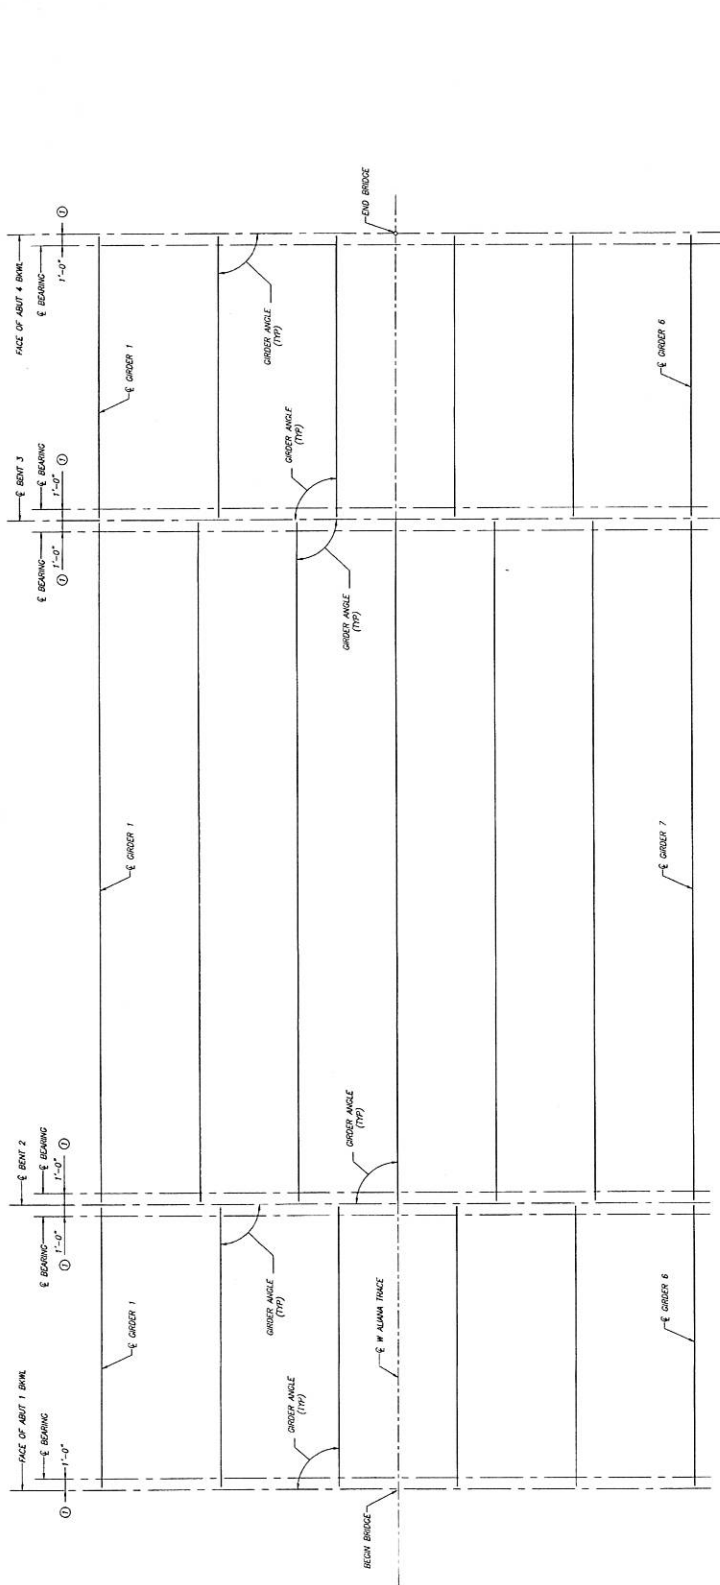 FACE OF ABUT 1 BKWL
℄ BEARING
1'-0"
①
℄ BENT 2
℄ BEARING
1'-0"
①
℄ BEARING
1'-0"
①
℄ BENT 3
℄ BEARING
1'-0"
①
℄ BEARING
1'-0"
①
FACE OF ABUT 4 BKWL
℄ BEARING
1'-0"
①
℄ GIRDER 1
℄ GIRDER 1
℄ GIRDER 1
GIRDER ANGLE
(TYP)
GIRDER ANGLE
(TYP)
GIRDER ANGLE
(TYP)
GIRDER ANGLE
(TYP)
GIRDER ANGLE
(TYP)
GIRDER ANGLE
(TYP)
BEGIN BRIDGE
℄ W ALIANA TRACE
END BRIDGE
℄ GIRDER 6
℄ GIRDER 7
℄ GIRDER 6